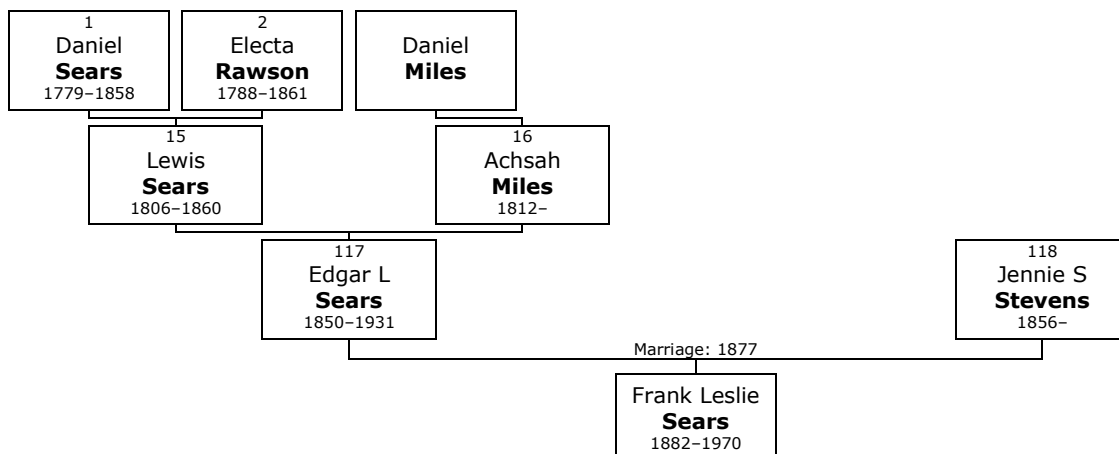 1
Daniel
Sears
1779–1858
2
Electa
Rawson
1788–1861
Daniel
Miles
15
Lewis
Sears
1806–1860
16
Achsah
Miles
1812–
117
Edgar L
Sears
1850–1931
118
Jennie S
Stevens
1856–
Marriage: 1877
Frank Leslie
Sears
1882–1970